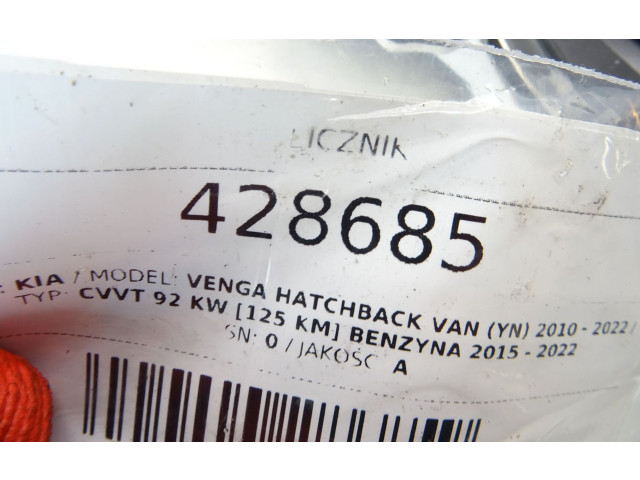 LICZNIK
428685
: KIA / MODEL: VENGA HATCHBACK VAN (YN) 2010 - 2022 /
TYP: CVVT 92 KW [125 KM] BENZYNA 2015 - 2022
SN: 0 / JAKOŚĆ A